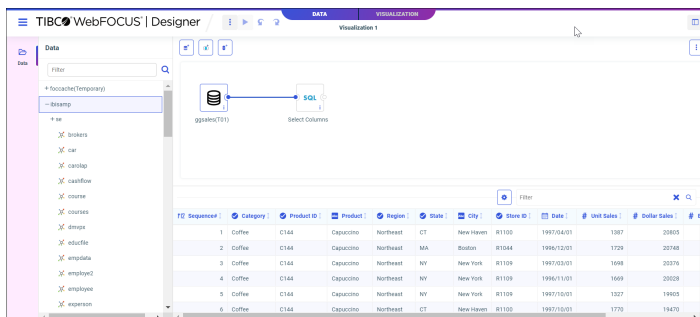 TIBCO WebFOCUS® | Designer
DATA
VISUALIZATION
Visualization 1
Data
Data
Filter
+ foccache(Temporary)
− ibisamp
+ se
brokers
car
carolap
cashflow
course
courses
dmvps
educfile
empdata
employe2
employee
experson
ggsales(T01)
SQL
Select Columns
Filter
Sequence# Category Product ID Product Region State City Store ID Date # Unit Sales # Dollar Sales #
1 Coffee C144 Capuccino Northeast CT New Haven R1100 1997/04/01 1387 20805
2 Coffee C144 Capuccino Northeast MA Boston R1044 1996/12/01 1729 20748
3 Coffee C144 Capuccino Northeast NY New York R1109 1997/03/01 1698 20376
4 Coffee C144 Capuccino Northeast NY New York R1109 1996/11/01 1669 20028
5 Coffee C144 Capuccino Northeast NY New York R1109 1997/10/01 1327 19905
6 Coffee C144 Capuccino Northeast CT New Haven R1100 1997/10/01 1770 19470